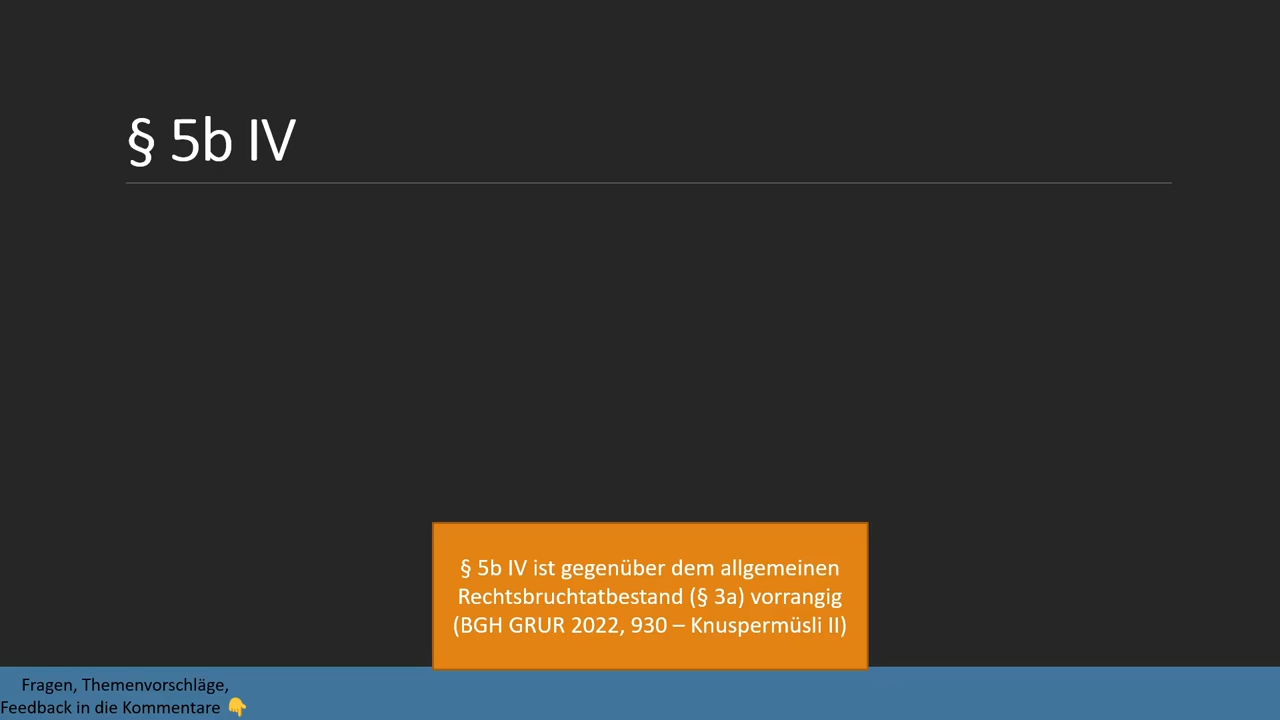 § 5b IV
§ 5b IV ist gegenüber dem allgemeinen
Rechtsbruchtatbestand (§ 3a) vorrangig
(BGH GRUR 2022, 930 – Knuspermüsli II)
Fragen, Themenvorschläge,
Feedback in die Kommentare 👇